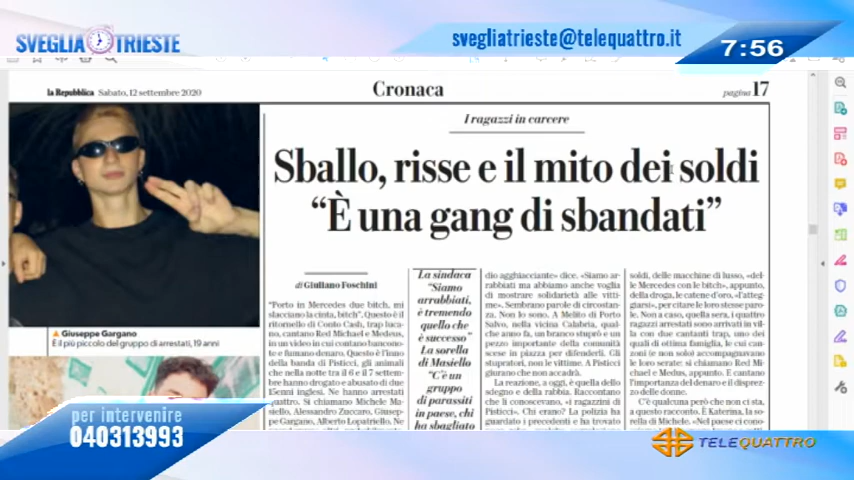 SVEGLIA TRIESTE
svegliatrieste@telequattro.it
7:56
la Repubblica Sabato, 12 settembre 2020
Cronaca
pagina 17
I ragazzi in carcere
Sballo, risse e il mito dei soldi
“È una gang di sbandati”
di Giuliano Foschini
Giuseppe Gargano
È il più piccolo del gruppo di arrestati, 19 anni
“Porto in Mercedes due bitch, mi
slacciano la cinta, bitch”. Questo è il
ritornello di Conto Cash, trap luca-
no, cantano Red Michael e Medeus,
in un video in cui contano bancono-
te e fumano denaro. Questo è l'inno
della banda di Pisticci, gli animali
che nella notte tra il 6 e il 7 settem-
bre hanno drogato e abusato di due
15enni inglesi. Ne hanno arrestati
quattro. Si chiamano Michele Ma-
siello, Alessandro Zuccaro, Giusep-
pe Gargano, Alberto Lopatriello. Ne
La sindaca
“Siamo
arrabbiati,
è tremendo
quello che
è successo”
La sorella
di Masiello
“C'è un
gruppo
di parassiti
in paese, chi
ha sbagliato
dio agghiacciante» dice. «Siamo ar-
rabbiati ma abbiamo anche voglia
di mostrare solidarietà alle vitti-
me». Sembrano parole di circostan-
za. Non lo sono. A Melito di Porto
Salvo, nella vicina Calabria, qual-
che anno fa, un branco stuprò e un
pezzo importante della comunità
scese in piazza per difenderli. Gli
stupratori, non le vittime. A Pisticci
giurano che non accadrà.
La reazione, a oggi, è quella dello
sdegno e della rabbia. Raccontano
che li conoscevano, «i ragazzini di
Pisticci». Chi erano? La polizia ha
guardato i precedenti e ha trovato
soldi, delle macchine di lusso, «del-
le Mercedes con le bitch», appunto,
della droga, le catene d'oro, «l'atteg-
giarsi», per citare le loro stesse paro-
le. Non a caso, quella sera, i quattro
ragazzi arrestati sono arrivati in vil-
la con due cantanti trap, uno dei
quali di ottima famiglia, le cui can-
zoni (e non solo) accompagnavano
le loro serate: si chiamano Red Mi-
chael e Medus, appunto. E cantano
l'importanza del denaro e il disprez-
zo delle donne.
C'è qualcuna però che non ci sta,
a questo racconto. È Katerina, la so-
rella di Michele. «Nel paese ci cono-
per intervenire
040313993
TELEQUATTRO